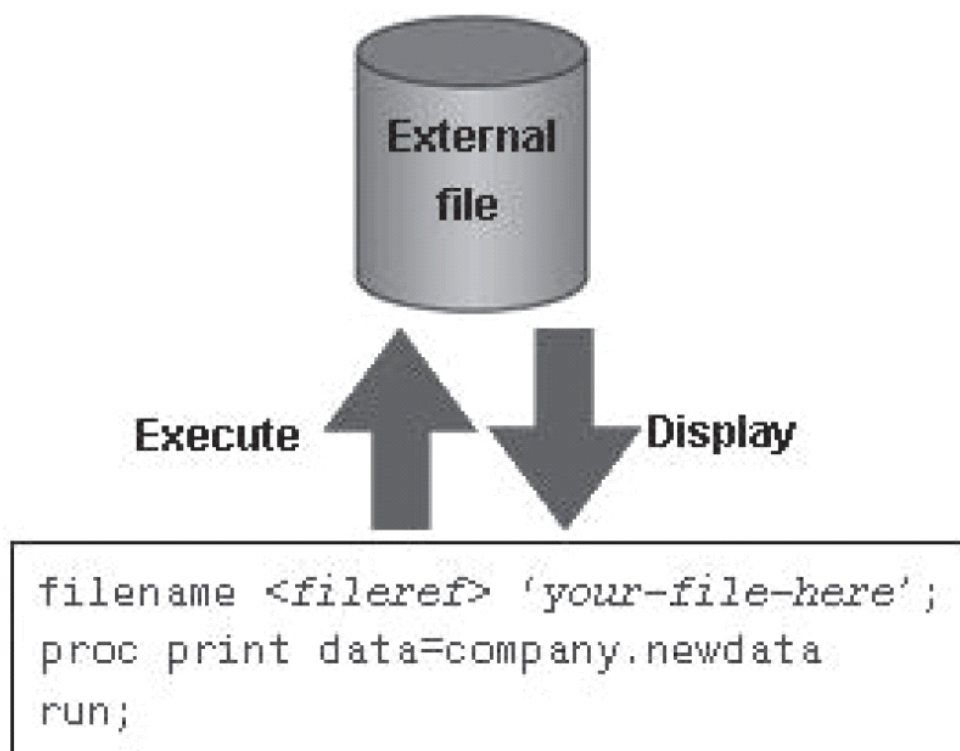 External
file
Execute
Display
filename <fileref> ‘your-file-here’;
proc print data=company.newdata
run;